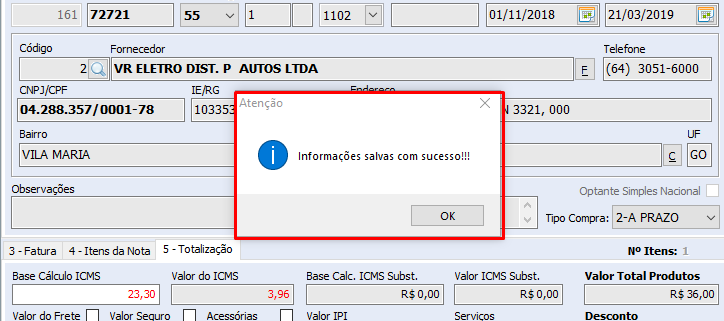 161 72721 55 1 1102 01/11/2018 21/03/2019
Código Fornecedor Telefone
2 VR ELETRO DIST. P AUTOS LTDA F (64) 3051-6000
CNPJ/CPF IE/RG Endereço
04.288.357/0001-78 103353 N 3321, 000
Atenção
Informações salvas com sucesso!!!
OK
Bairro UF
VILA MARIA C GO
Observações Optante Simples Nacional
Tipo Compra: 2-A PRAZO
3 - Fatura 4 - Itens da Nota 5 - Totalização Nº Itens: 1
Base Cálculo ICMS Valor do ICMS Base Calc. ICMS Subst. Valor ICMS Subst. Valor Total Produtos
23,30 3,96 R$ 0,00 R$ 0,00 R$ 36,00
Valor do Frete Valor Seguro Acessórias Valor IPI Serviços Desconto